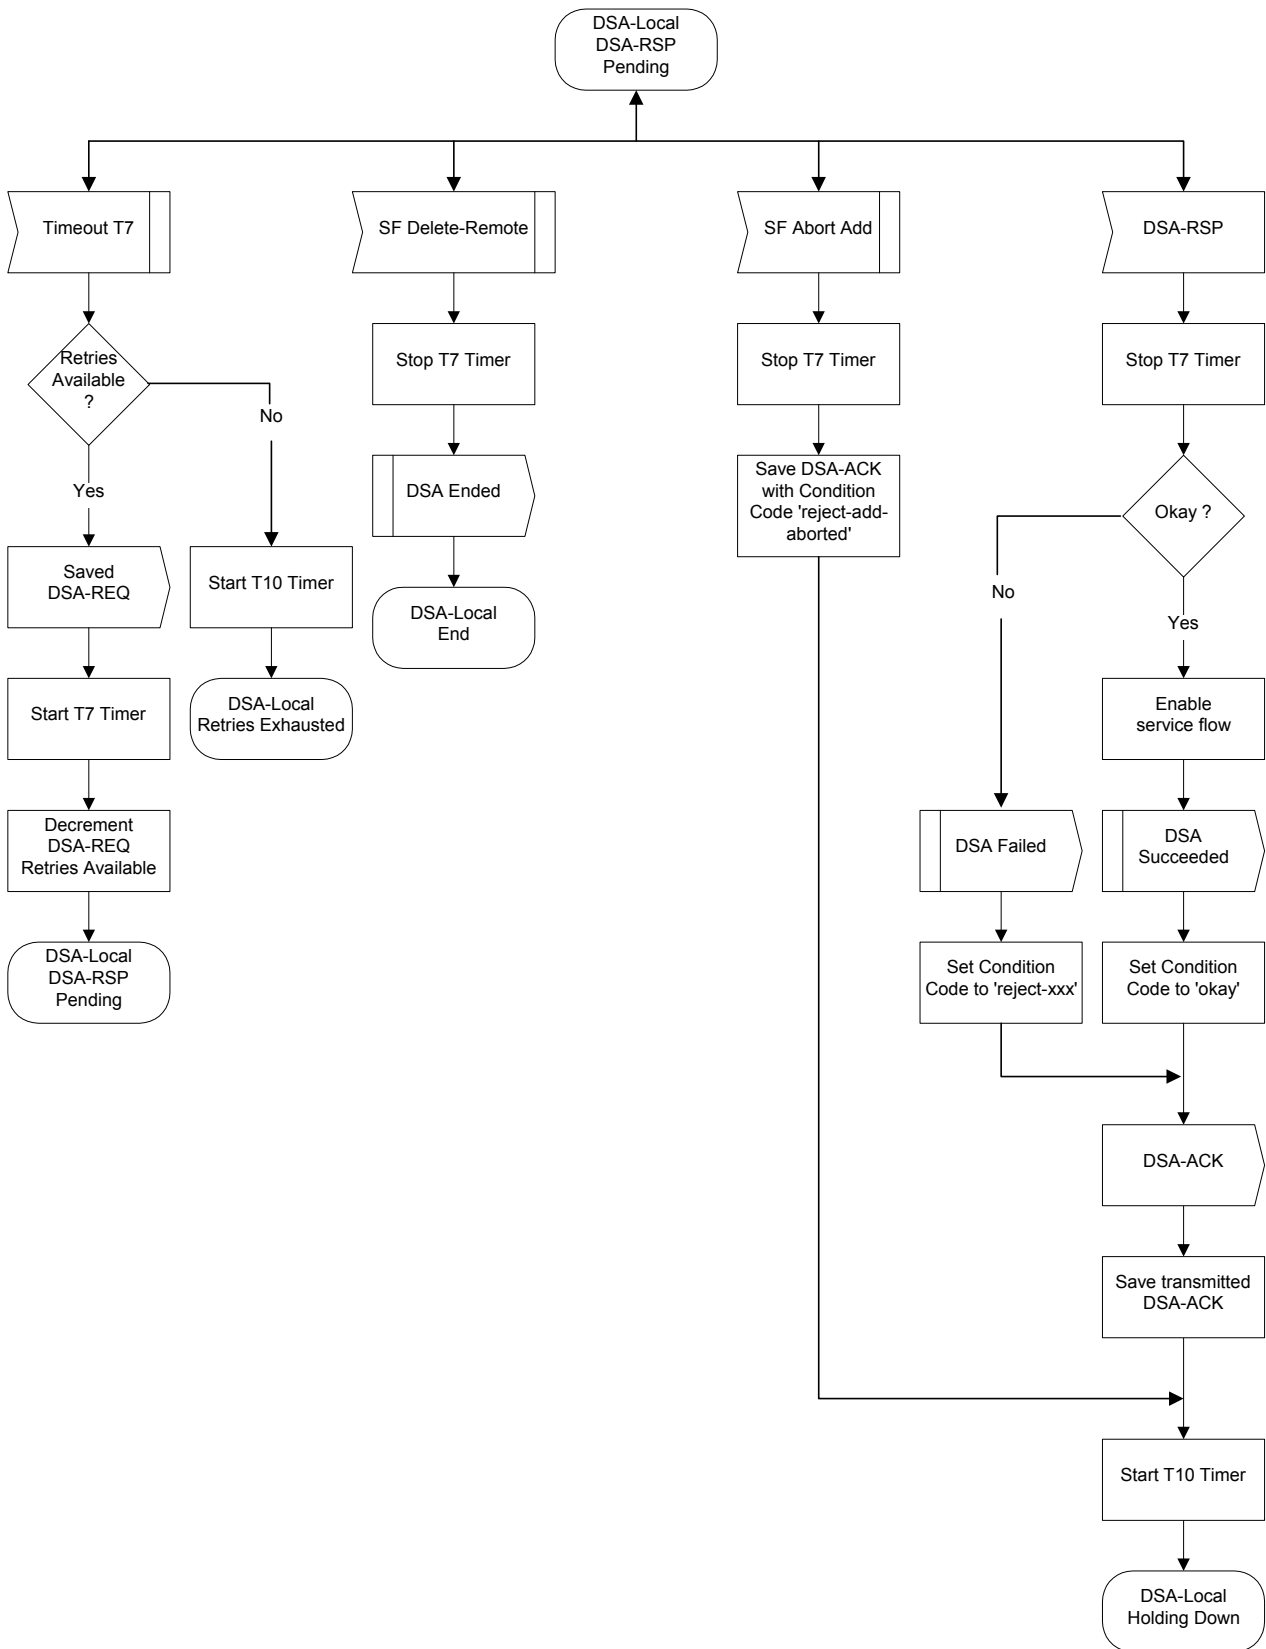 DSA-Local
DSA-RSP
Pending
Timeout T7
SF Delete-Remote
SF Abort Add
DSA-RSP
Retries
Available
?
Stop T7 Timer
Stop T7 Timer
Stop T7 Timer
No
Yes
DSA Ended
Save DSA-ACK
with Condition
Code 'reject-add-
aborted'
Okay ?
Saved
DSA-REQ
Start T10 Timer
DSA-Local
End
No
Yes
Start T7 Timer
DSA-Local
Retries Exhausted
Enable
service flow
Decrement
DSA-REQ
Retries Available
DSA Failed
DSA
Succeeded
DSA-Local
DSA-RSP
Pending
Set Condition
Code to 'reject-xxx'
Set Condition
Code to 'okay'
DSA-ACK
Save transmitted
DSA-ACK
Start T10 Timer
DSA-Local
Holding Down